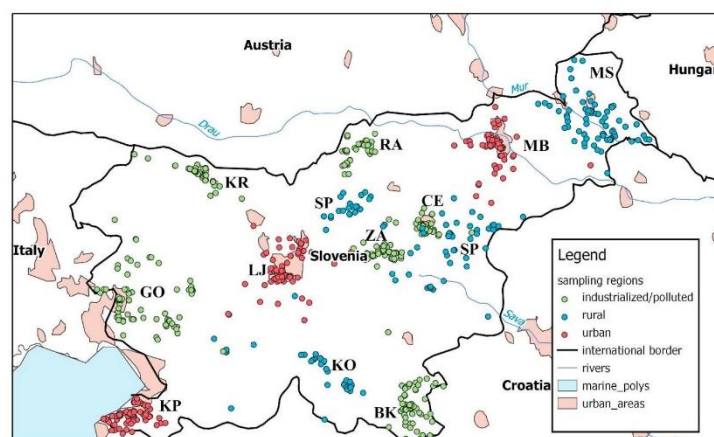 Austria
Hungar
MS
Mur
Drau
RA
MB
KR
SP
CE
Italy
ZA
SP
Slovenia
LJ
GO
Sava
KO
Croatia
BK
KP
Legend
sampling regions
industrialized/polluted
rural
urban
international border
rivers
marine_polys
urban_areas